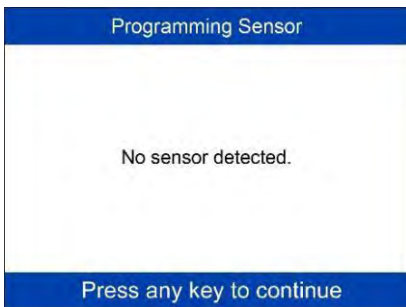 Programming Sensor
No sensor detected.
Press any key to continue